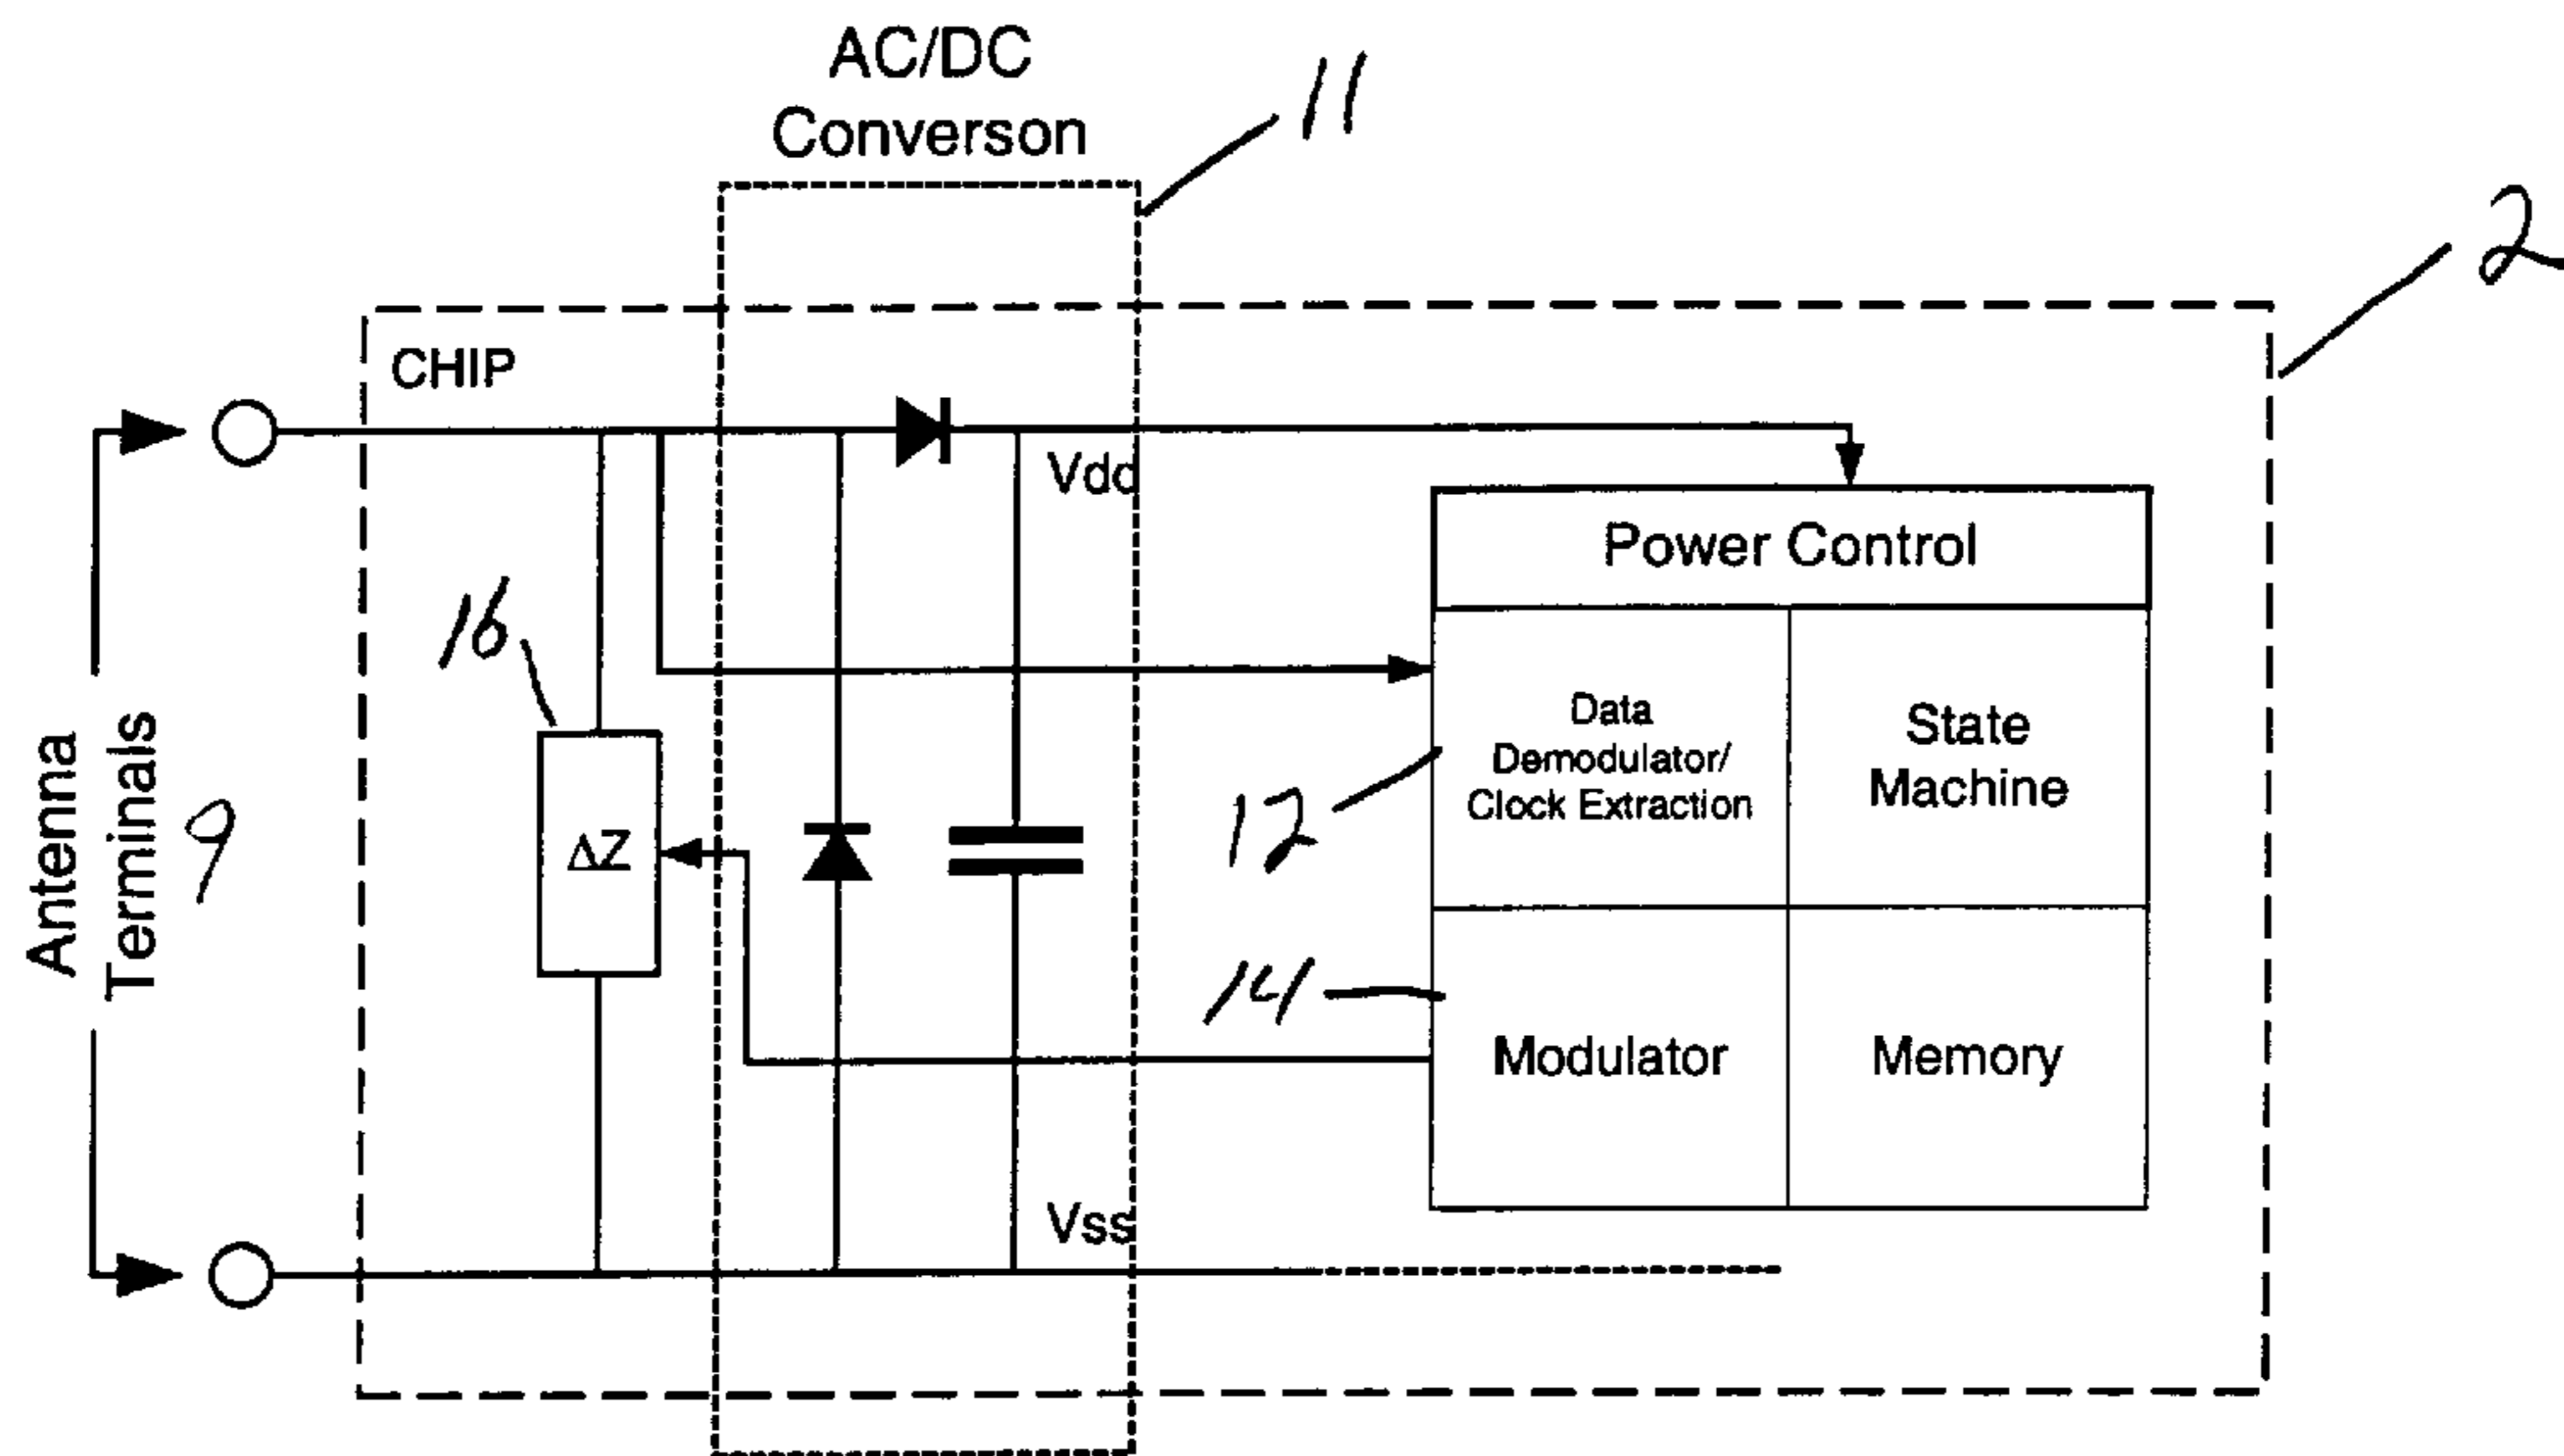 AC/DC
Converson
11
2
CHIP
Vdd
Power Control
16
Data
Demodulator/
Clock Extraction
State
Machine
ΔZ
12
Antenna
Terminals
9
14
Modulator
Memory
Vss